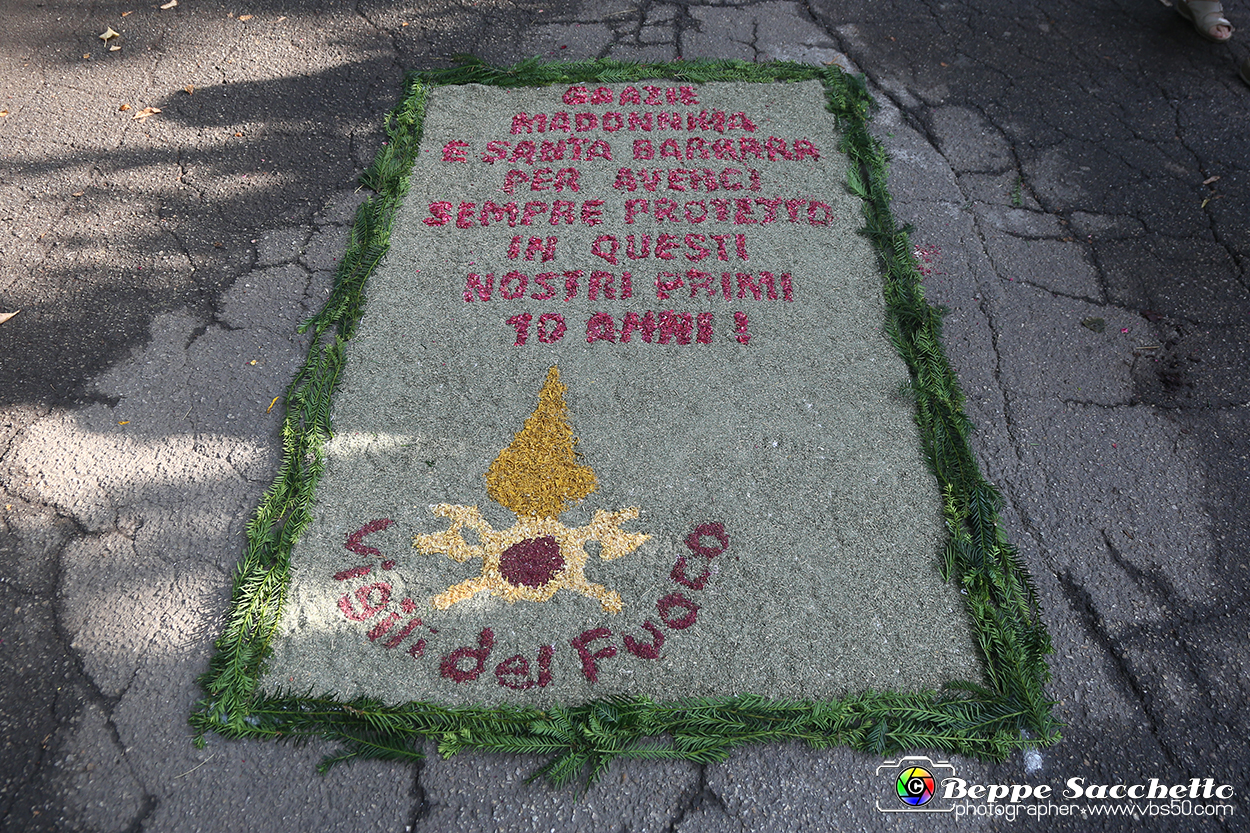 GRAZIE
MADONNINA
E SANTA BARBARA
PER AVERCI
SEMPRE PROTETTO
IN QUESTI
NOSTRI PRIMI
10 ANNI !
Vigili del Fuoco
Beppe Sacchetto
photographer-www.vbs50.com